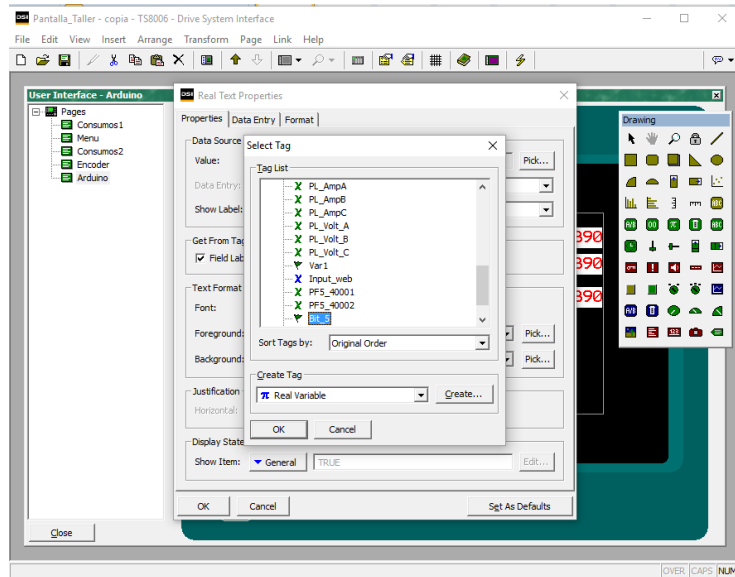 DSI Pantalla_Taller - copia - TS8006 - Drive System Interface
File Edit View Insert Arrange Transform Page Link Help
User Interface - Arduino
Pages
Consumos1
Menu
Consumos2
Encoder
Arduino
Close
DSI Real Text Properties
Properties Data Entry Format
Data Source
Value: Pick...
Data Entry:
Show Label:
Get From Tag
Field Lab
Text Format
Font:
Foreground: Pick...
Background: Pick...
Justification
Horizontal:
Display State
Show Item: General TRUE Edit...
OK Cancel Set As Defaults
Select Tag
Tag List
PL_AmpA
PL_AmpB
PL_AmpC
PL_Volt_A
PL_Volt_B
PL_Volt_C
Var1
Input_web
PF5_40001
PF5_40002
Bit_5
Sort Tags by: Original Order
Create Tag
π Real Variable Create...
OK Cancel
390
390
390
Drawing
OVER CAPS NUM